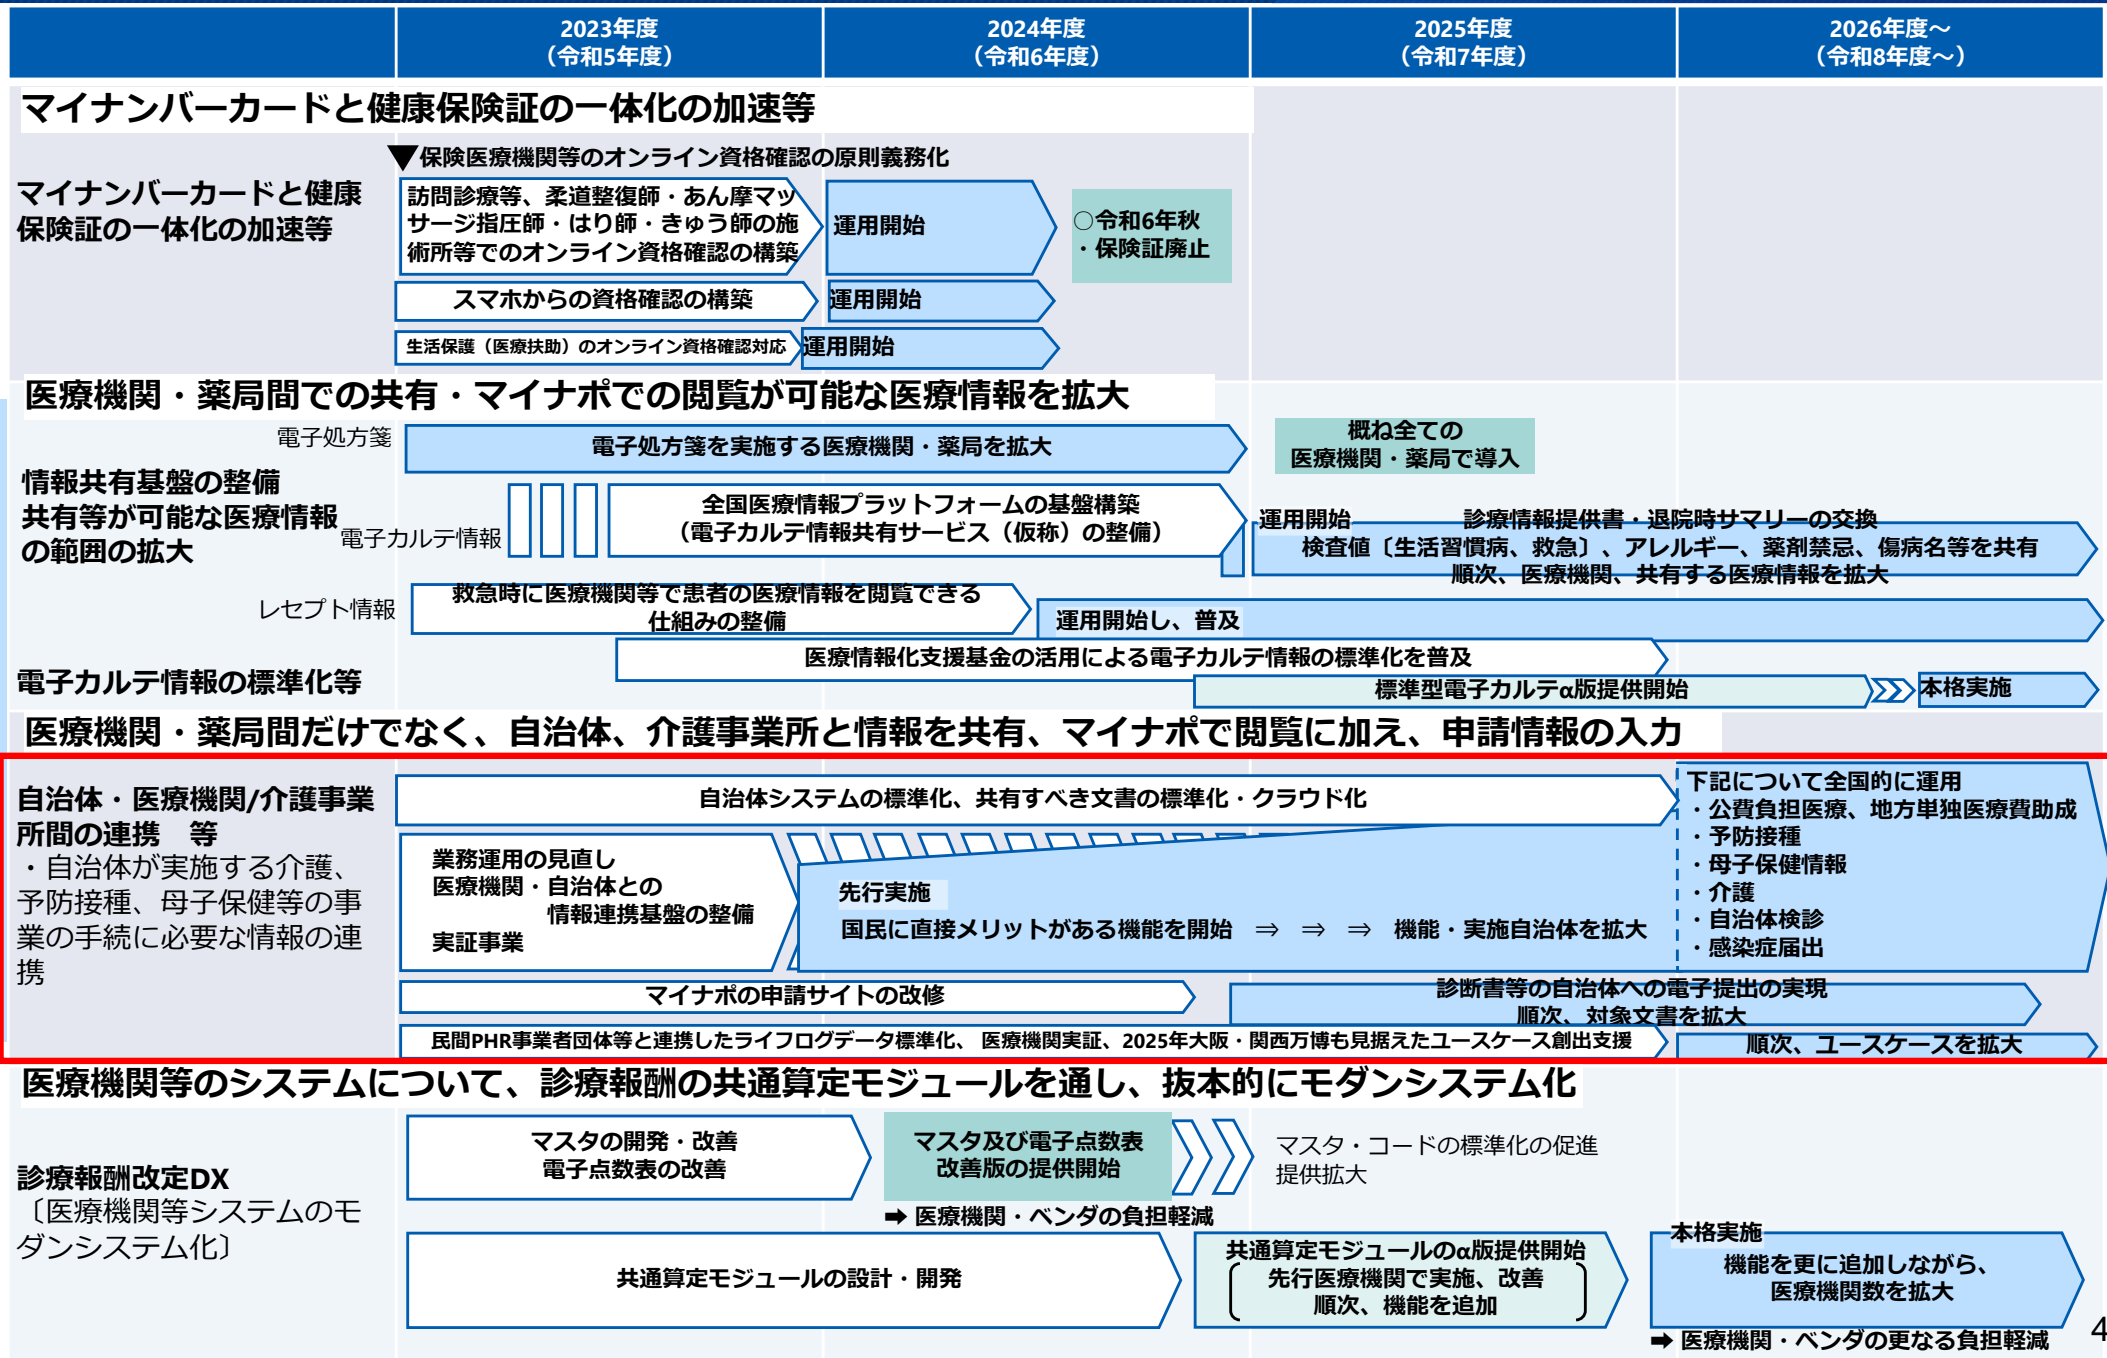 2023年度
（令和5年度）
2024年度
（令和6年度）
2025年度
（令和7年度）
2026年度～
（令和8年度～）
マイナンバーカードと健康保険証の一体化の加速等
マイナンバーカードと健康
保険証の一体化の加速等
▼保険医療機関等のオンライン資格確認の原則義務化
訪問診療等、柔道整復師・あん摩マッ
サージ指圧師・はり師・きゅう師の施
術所等でのオンライン資格確認の構築
運用開始
○令和6年秋
・保険証廃止
スマホからの資格確認の構築
運用開始
生活保護（医療扶助）のオンライン資格確認対応
運用開始
医療機関・薬局間での共有・マイナポでの閲覧が可能な医療情報を拡大
情報共有基盤の整備
共有等が可能な医療情報
の範囲の拡大
電子処方箋
電子処方箋を実施する医療機関・薬局を拡大
概ね全ての
医療機関・薬局で導入
電子カルテ情報
全国医療情報プラットフォームの基盤構築
（電子カルテ情報共有サービス（仮称）の整備）
運用開始
診療情報提供書・退院時サマリーの交換
検査値〔生活習慣病、救急〕、アレルギー、薬剤禁忌、傷病名等を共有
順次、医療機関、共有する医療情報を拡大
レセプト情報
救急時に医療機関等で患者の医療情報を閲覧できる
仕組みの整備
運用開始し、普及
電子カルテ情報の標準化等
医療情報化支援基金の活用による電子カルテ情報の標準化を普及
標準型電子カルテα版提供開始
本格実施
医療機関・薬局間だけでなく、自治体、介護事業所と情報を共有、マイナポで閲覧に加え、申請情報の入力
自治体・医療機関/介護事業
所間の連携　等
・自治体が実施する介護、
予防接種、母子保健等の事
業の手続に必要な情報の連
携
自治体システムの標準化、共有すべき文書の標準化・クラウド化
業務運用の見直し
医療機関・自治体との
情報連携基盤の整備
実証事業
先行実施
国民に直接メリットがある機能を開始　⇒　⇒　⇒　機能・実施自治体を拡大
下記について全国的に運用
・公費負担医療、地方単独医療費助成
・予防接種
・母子保健情報
・介護
・自治体検診
・感染症届出
マイナポの申請サイトの改修
診断書等の自治体への電子提出の実現
順次、対象文書を拡大
民間PHR事業者団体等と連携したライフログデータ標準化、 医療機関実証、2025年大阪・関西万博も見据えたユースケース創出支援
順次、ユースケースを拡大
医療機関等のシステムについて、診療報酬の共通算定モジュールを通し、抜本的にモダンシステム化
診療報酬改定DX
〔医療機関等システムのモ
ダンシステム化〕
マスタの開発・改善
電子点数表の改善
マスタ及び電子点数表
改善版の提供開始
マスタ・コードの標準化の促進
提供拡大
➡ 医療機関・ベンダの負担軽減
共通算定モジュールの設計・開発
共通算定モジュールのα版提供開始
先行医療機関で実施、改善
順次、機能を追加
本格実施
機能を更に追加しながら、
医療機関数を拡大
➡ 医療機関・ベンダの更なる負担軽減
4